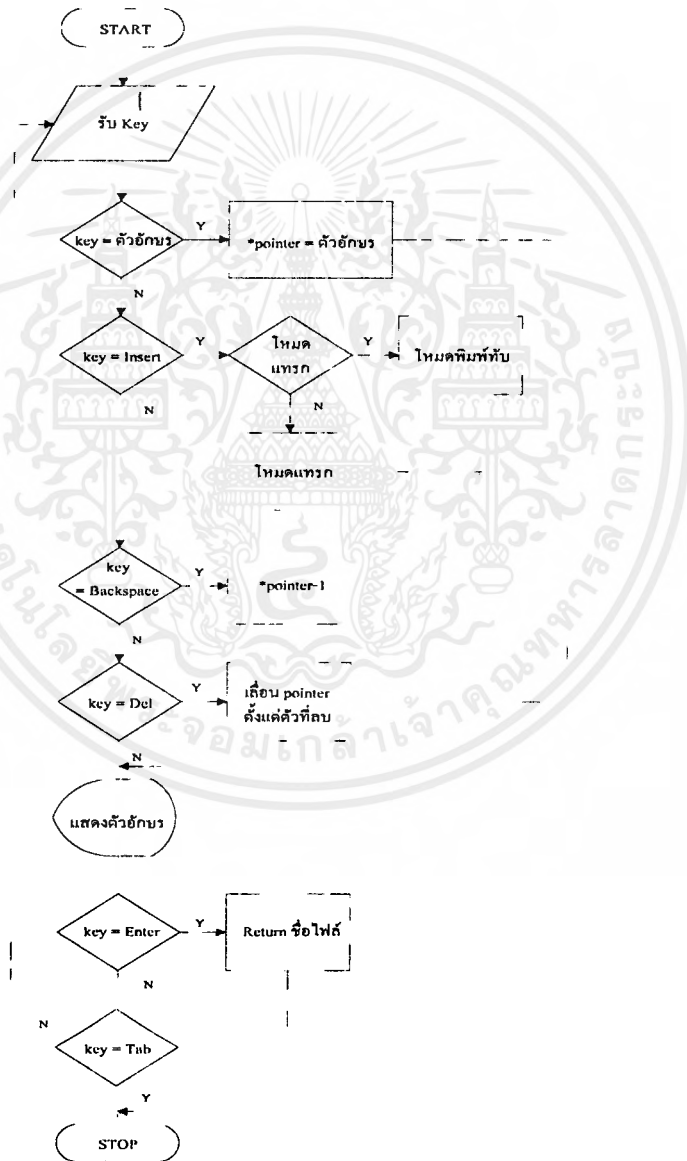 START
รับ Key
key = ตัวอักษร
Y
*pointer = ตัวอักษร
N
key = Insert
Y
โหมด
แทรก
Y
โหมดพิมพ์ทับ
N
N
โหมดแทรก
key
= Backspace
Y
*pointer-1
N
key = Del
Y
เลื่อน pointer
ตั้งแต่ตัวที่ลบ
N
แสดงตัวอักษร
key = Enter
Y
Return ชื่อไฟล์
N
N
key = Tab
Y
STOP